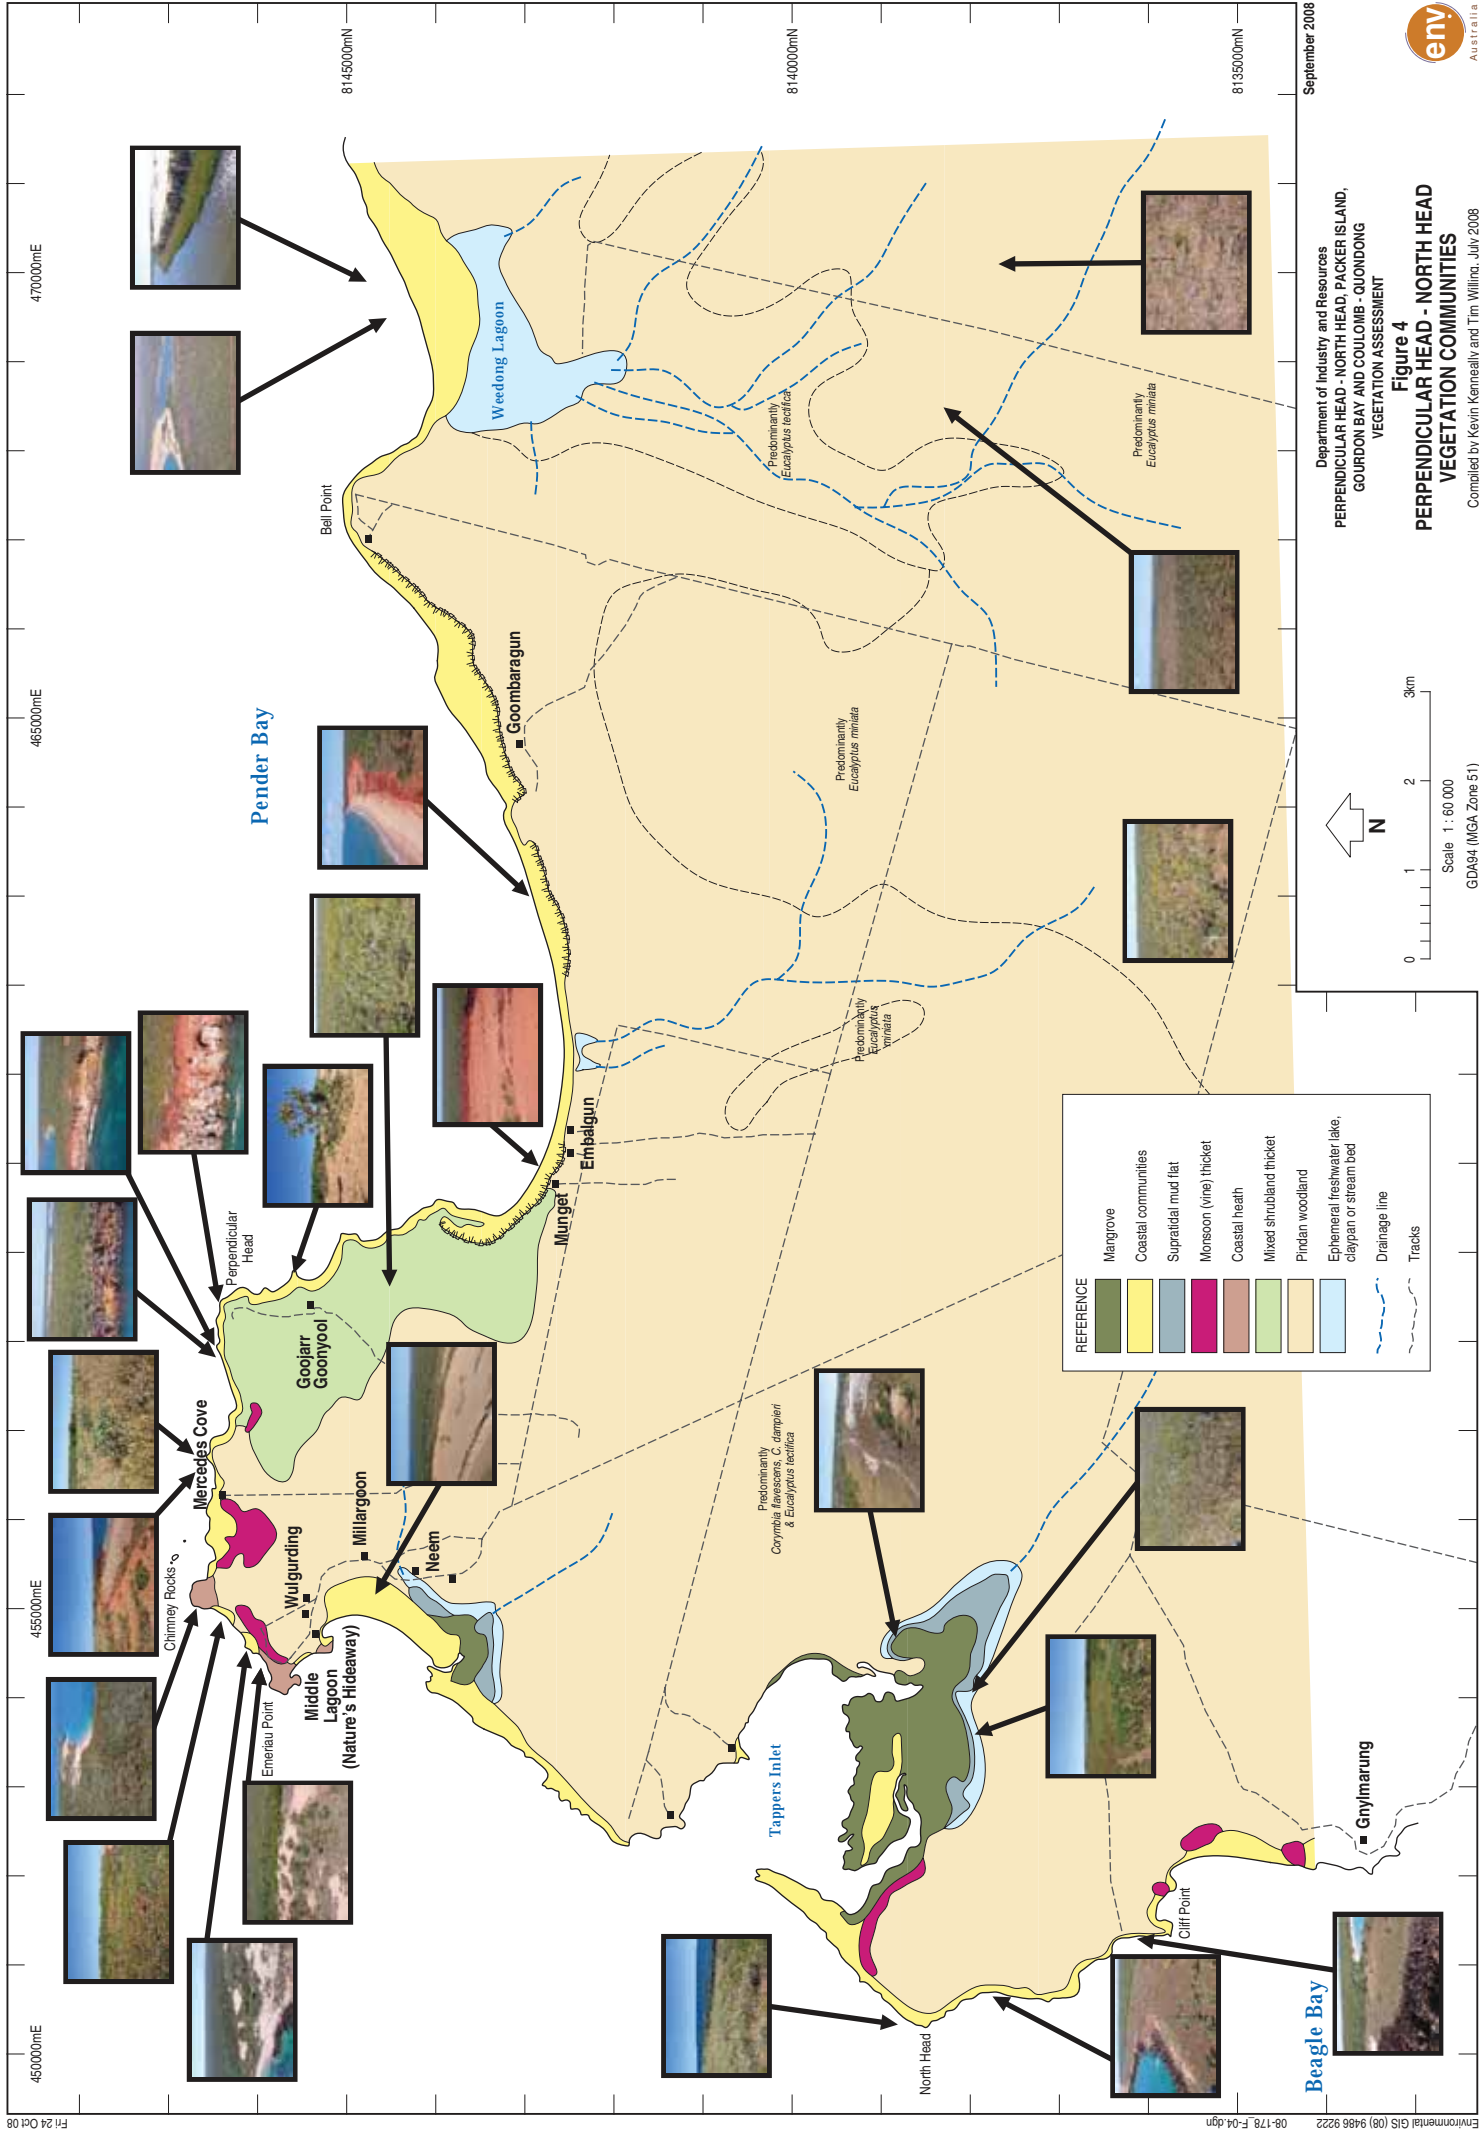 Fri 24 Oct 08
450000mE
455000mE
465000mE
470000mE
8145000mN
8140000mN
8135000mN
Pender Bay
Perpendicular
Head
Mercedes Cove
Chimney Rocks
Goojarr
Goonyool
Wulgurding
Millargoon
Neem
Emeriau Point
Middle
Lagoon
(Nature's Hideaway)
Munget
Embalgun
Goombaragun
Bell Point
Weedong Lagoon
Predominantly
Eucalyptus tectifica
Predominantly
Eucalyptus miniata
Predominantly
Eucalyptus miniata
Predominantly
Eucalyptus
miniata
Predominantly
Corymbia flavescens, C. dampieri
& Eucalyptus tectifica
Tappers Inlet
North Head
Cliff Point
Gnylmarung
Beagle Bay
REFERENCE
Mangrove
Coastal communities
Supratidal mud flat
Monsoon (vine) thicket
Coastal heath
Mixed shrubland thicket
Pindan woodland
Ephemeral freshwater lake,
claypan or stream bed
Drainage line
Tracks
N
0 1 2 3km
Scale 1 : 60 000
GDA94 (MGA Zone 51)
September 2008
Department of Industry and Resources
PERPENDICULAR HEAD - NORTH HEAD, PACKER ISLAND,
GOURDON BAY AND COULOMB - QUONDONG
VEGETATION ASSESSMENT
Figure 4
PERPENDICULAR HEAD - NORTH HEAD
VEGETATION COMMUNITIES
Compiled by Kevin Kenneally and Tim Willing, July 2008
env
Australia
Environmental GIS (08) 9486 9222
08-178_F-04.dgn